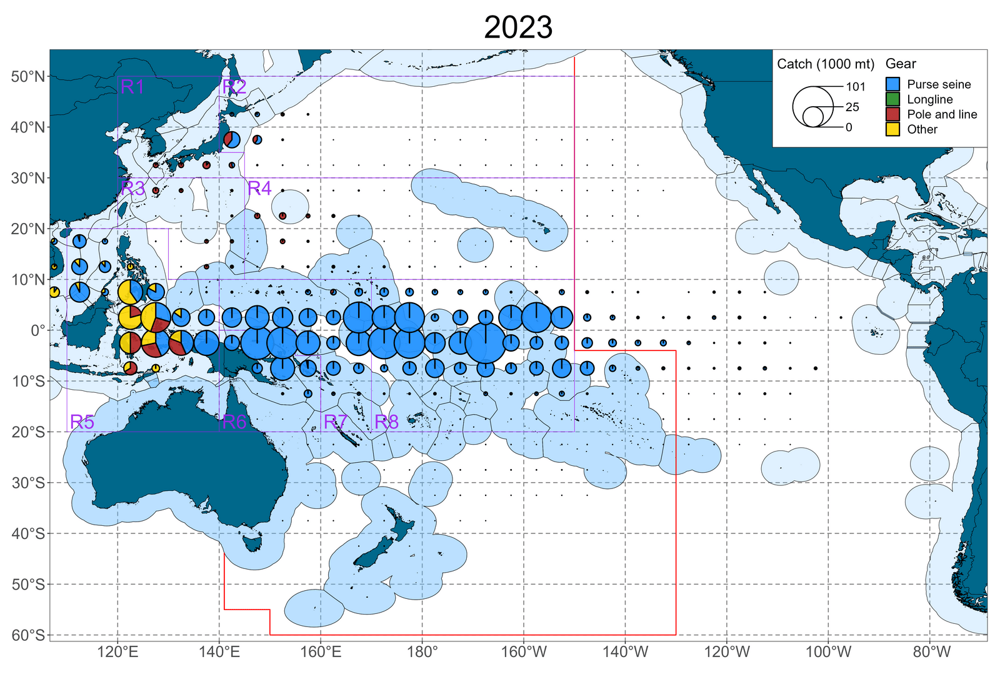 2023
Catch (1000 mt)
101
25
0
Gear
Purse seine
Longline
Pole and line
Other
50°N
40°N
30°N
20°N
10°N
0°
10°S
20°S
30°S
40°S
50°S
60°S
R1
R2
R3
R4
R5
R6
R7
R8
120°E
140°E
160°E
180°
160°W
140°W
120°W
100°W
80°W